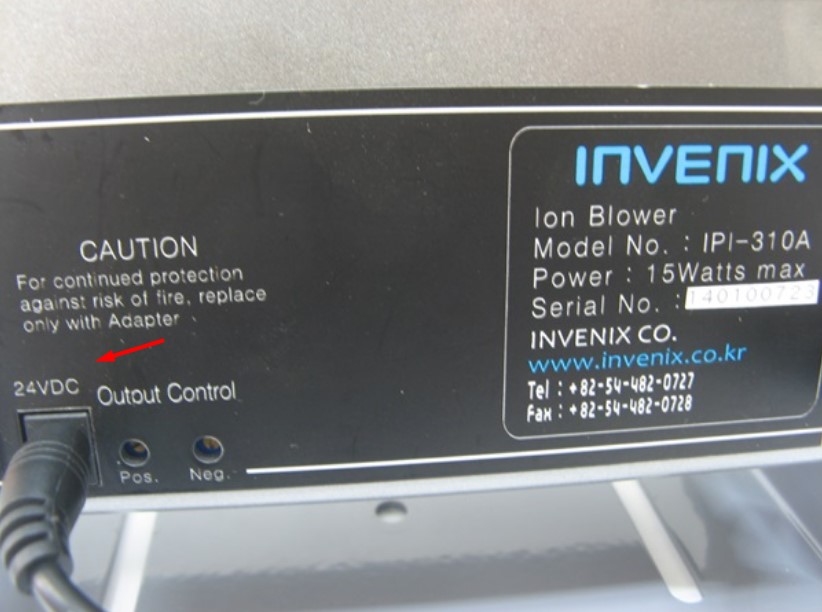 CAUTION
For continued protection
against risk of fire, replace
only with Adapter
24VDC
Output Control
Pos.
Neg.
INVENIX
Ion Blower
Model No. : IPI-310A
Power : 15Watts max
Serial No. : 140100723
INVENIX CO.
www.invenix.co.kr
Tel : +82-54-482-0727
Fax : +82-54-482-0728